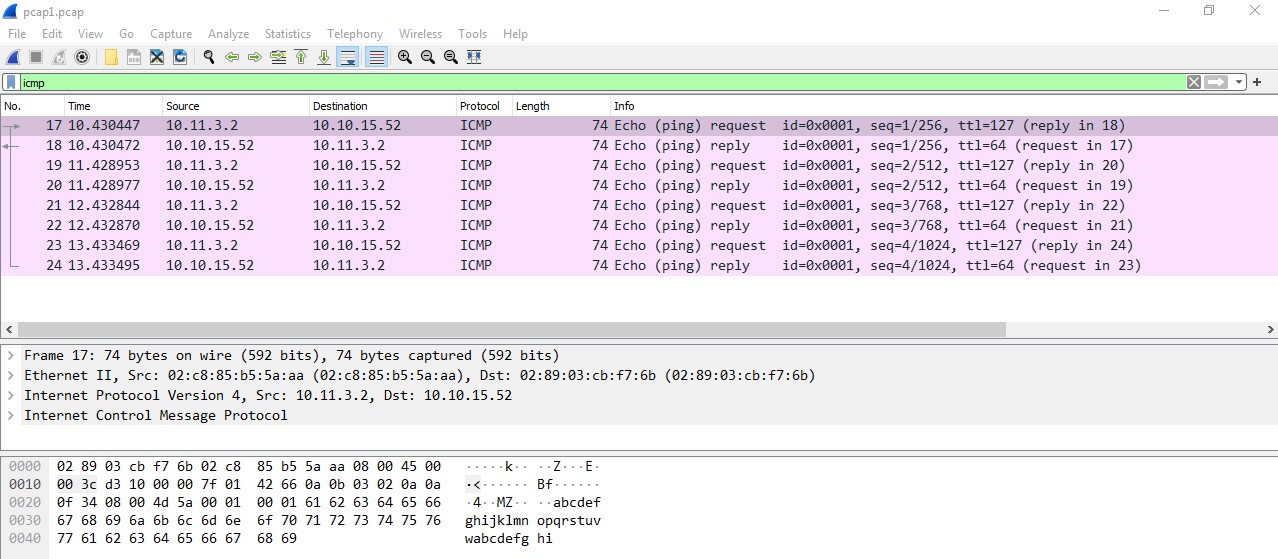 pcap1.pcap
File Edit View Go Capture Analyze Statistics Telephony Wireless Tools Help
icmp
No. Time Source Destination Protocol Length Info
17 10.430447 10.11.3.2 10.10.15.52 ICMP 74 Echo (ping) request id=0x0001, seq=1/256, ttl=127 (reply in 18)
18 10.430472 10.10.15.52 10.11.3.2 ICMP 74 Echo (ping) reply id=0x0001, seq=1/256, ttl=64 (request in 17)
19 11.428953 10.11.3.2 10.10.15.52 ICMP 74 Echo (ping) request id=0x0001, seq=2/512, ttl=127 (reply in 20)
20 11.428977 10.10.15.52 10.11.3.2 ICMP 74 Echo (ping) reply id=0x0001, seq=2/512, ttl=64 (request in 19)
21 12.432844 10.11.3.2 10.10.15.52 ICMP 74 Echo (ping) request id=0x0001, seq=3/768, ttl=127 (reply in 22)
22 12.432870 10.10.15.52 10.11.3.2 ICMP 74 Echo (ping) reply id=0x0001, seq=3/768, ttl=64 (request in 21)
23 13.433469 10.11.3.2 10.10.15.52 ICMP 74 Echo (ping) request id=0x0001, seq=4/1024, ttl=127 (reply in 24)
24 13.433495 10.10.15.52 10.11.3.2 ICMP 74 Echo (ping) reply id=0x0001, seq=4/1024, ttl=64 (request in 23)
Frame 17: 74 bytes on wire (592 bits), 74 bytes captured (592 bits)
Ethernet II, Src: 02:c8:85:b5:5a:aa (02:c8:85:b5:5a:aa), Dst: 02:89:03:cb:f7:6b (02:89:03:cb:f7:6b)
Internet Protocol Version 4, Src: 10.11.3.2, Dst: 10.10.15.52
Internet Control Message Protocol
0000 02 89 03 cb f7 6b 02 c8 85 b5 5a aa 08 00 45 00 ·····k·· ··Z···E·
0010 00 3c d3 10 00 00 7f 01 42 66 0a 0b 03 02 0a 0a ·<······ Bf······
0020 0f 34 08 00 4d 5a 00 01 00 01 61 62 63 64 65 66 ·4··MZ·· ··abcdef
0030 67 68 69 6a 6b 6c 6d 6e 6f 70 71 72 73 74 75 76 ghijklmn opqrstuv
0040 77 61 62 63 64 65 66 67 68 69 wabcdefg hi